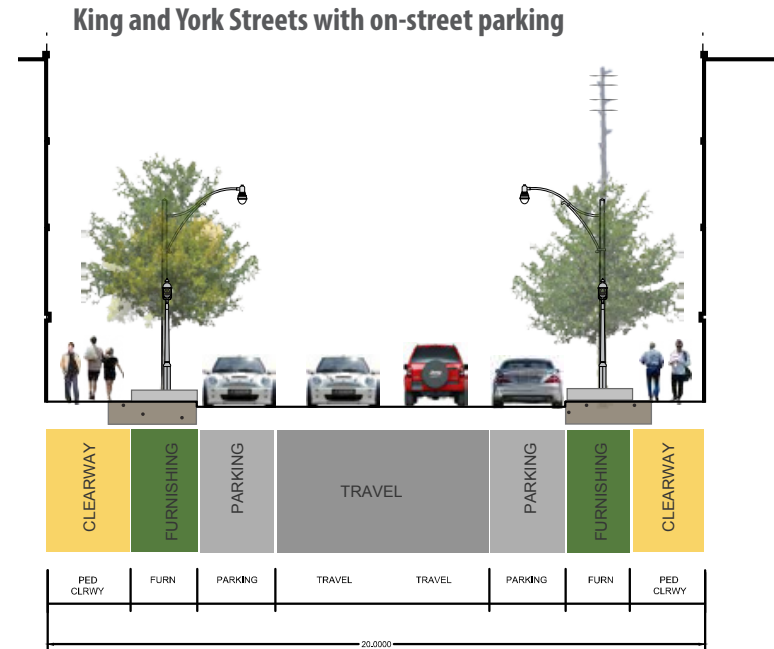 King and York Streets with on-street parking
CLEARWAY
FURNISHING
PARKING
TRAVEL
PARKING
FURNISHING
CLEARWAY
PED
CLRWY
FURN
PARKING
TRAVEL
TRAVEL
PARKING
FURN
PED
CLRWY
20.0000